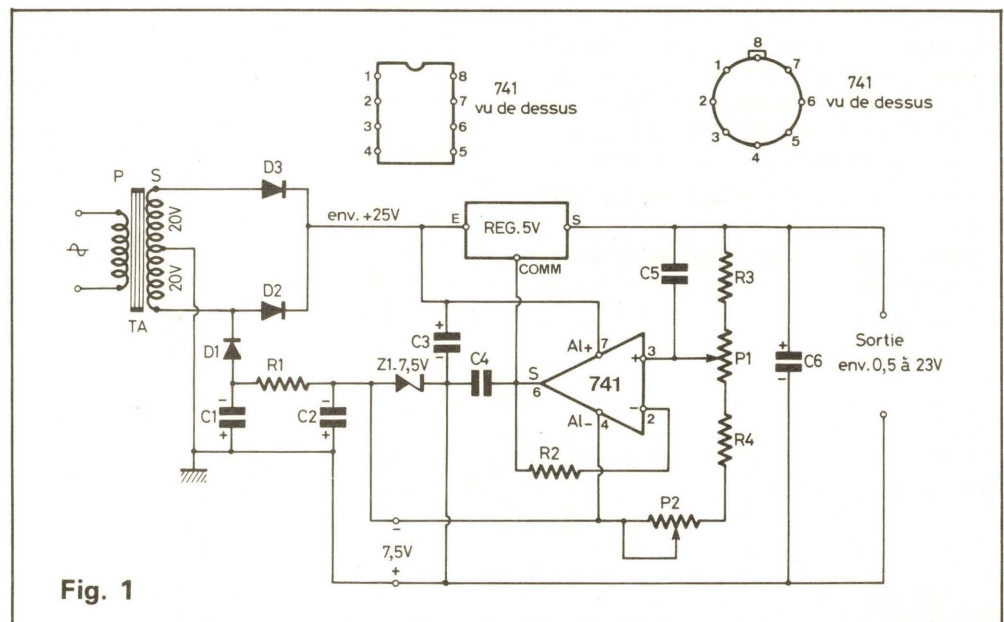 1
2
3
4
8
7
6
5
741
vu de dessus
8
1
7
2
6
3
5
4
741
vu de dessus
P
S
20V
20V
TA
D3
D2
D1
env. +25V
E
REG. 5V
S
COMM
C5
R3
P1
R4
C6
Sortie
env. 0,5 à 23V
R1
Z1-7,5V
C3
+
-
C4
Al+
7
S
6
741
+
3
-
2
Al-
4
R2
P2
C1
-
+
C2
-
+
+
-
-
7,5V
+
Fig. 1